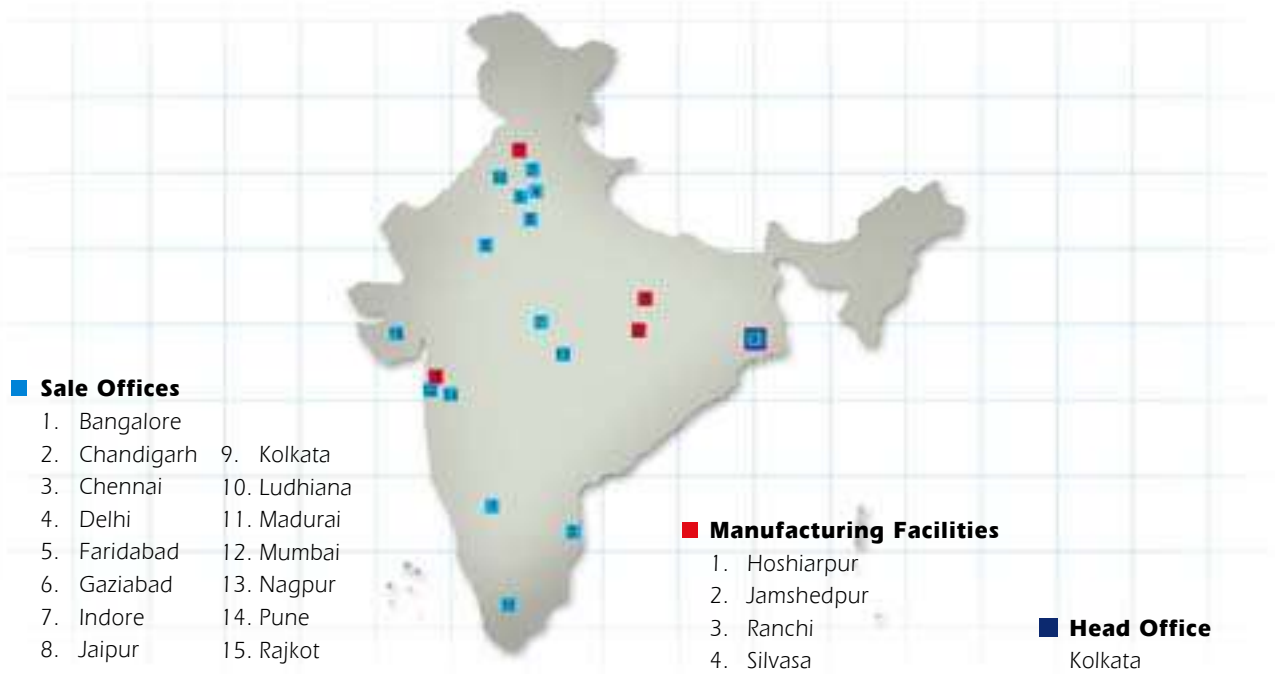 Sale Offices
1. Bangalore
2. Chandigarh
3. Chennai
4. Delhi
5. Faridabad
6. Gaziabad
7. Indore
8. Jaipur
9. Kolkata
10. Ludhiana
11. Madurai
12. Mumbai
13. Nagpur
14. Pune
15. Rajkot
Manufacturing Facilities
1. Hoshiarpur
2. Jamshedpur
3. Ranchi
4. Silvasa
Head Office
Kolkata